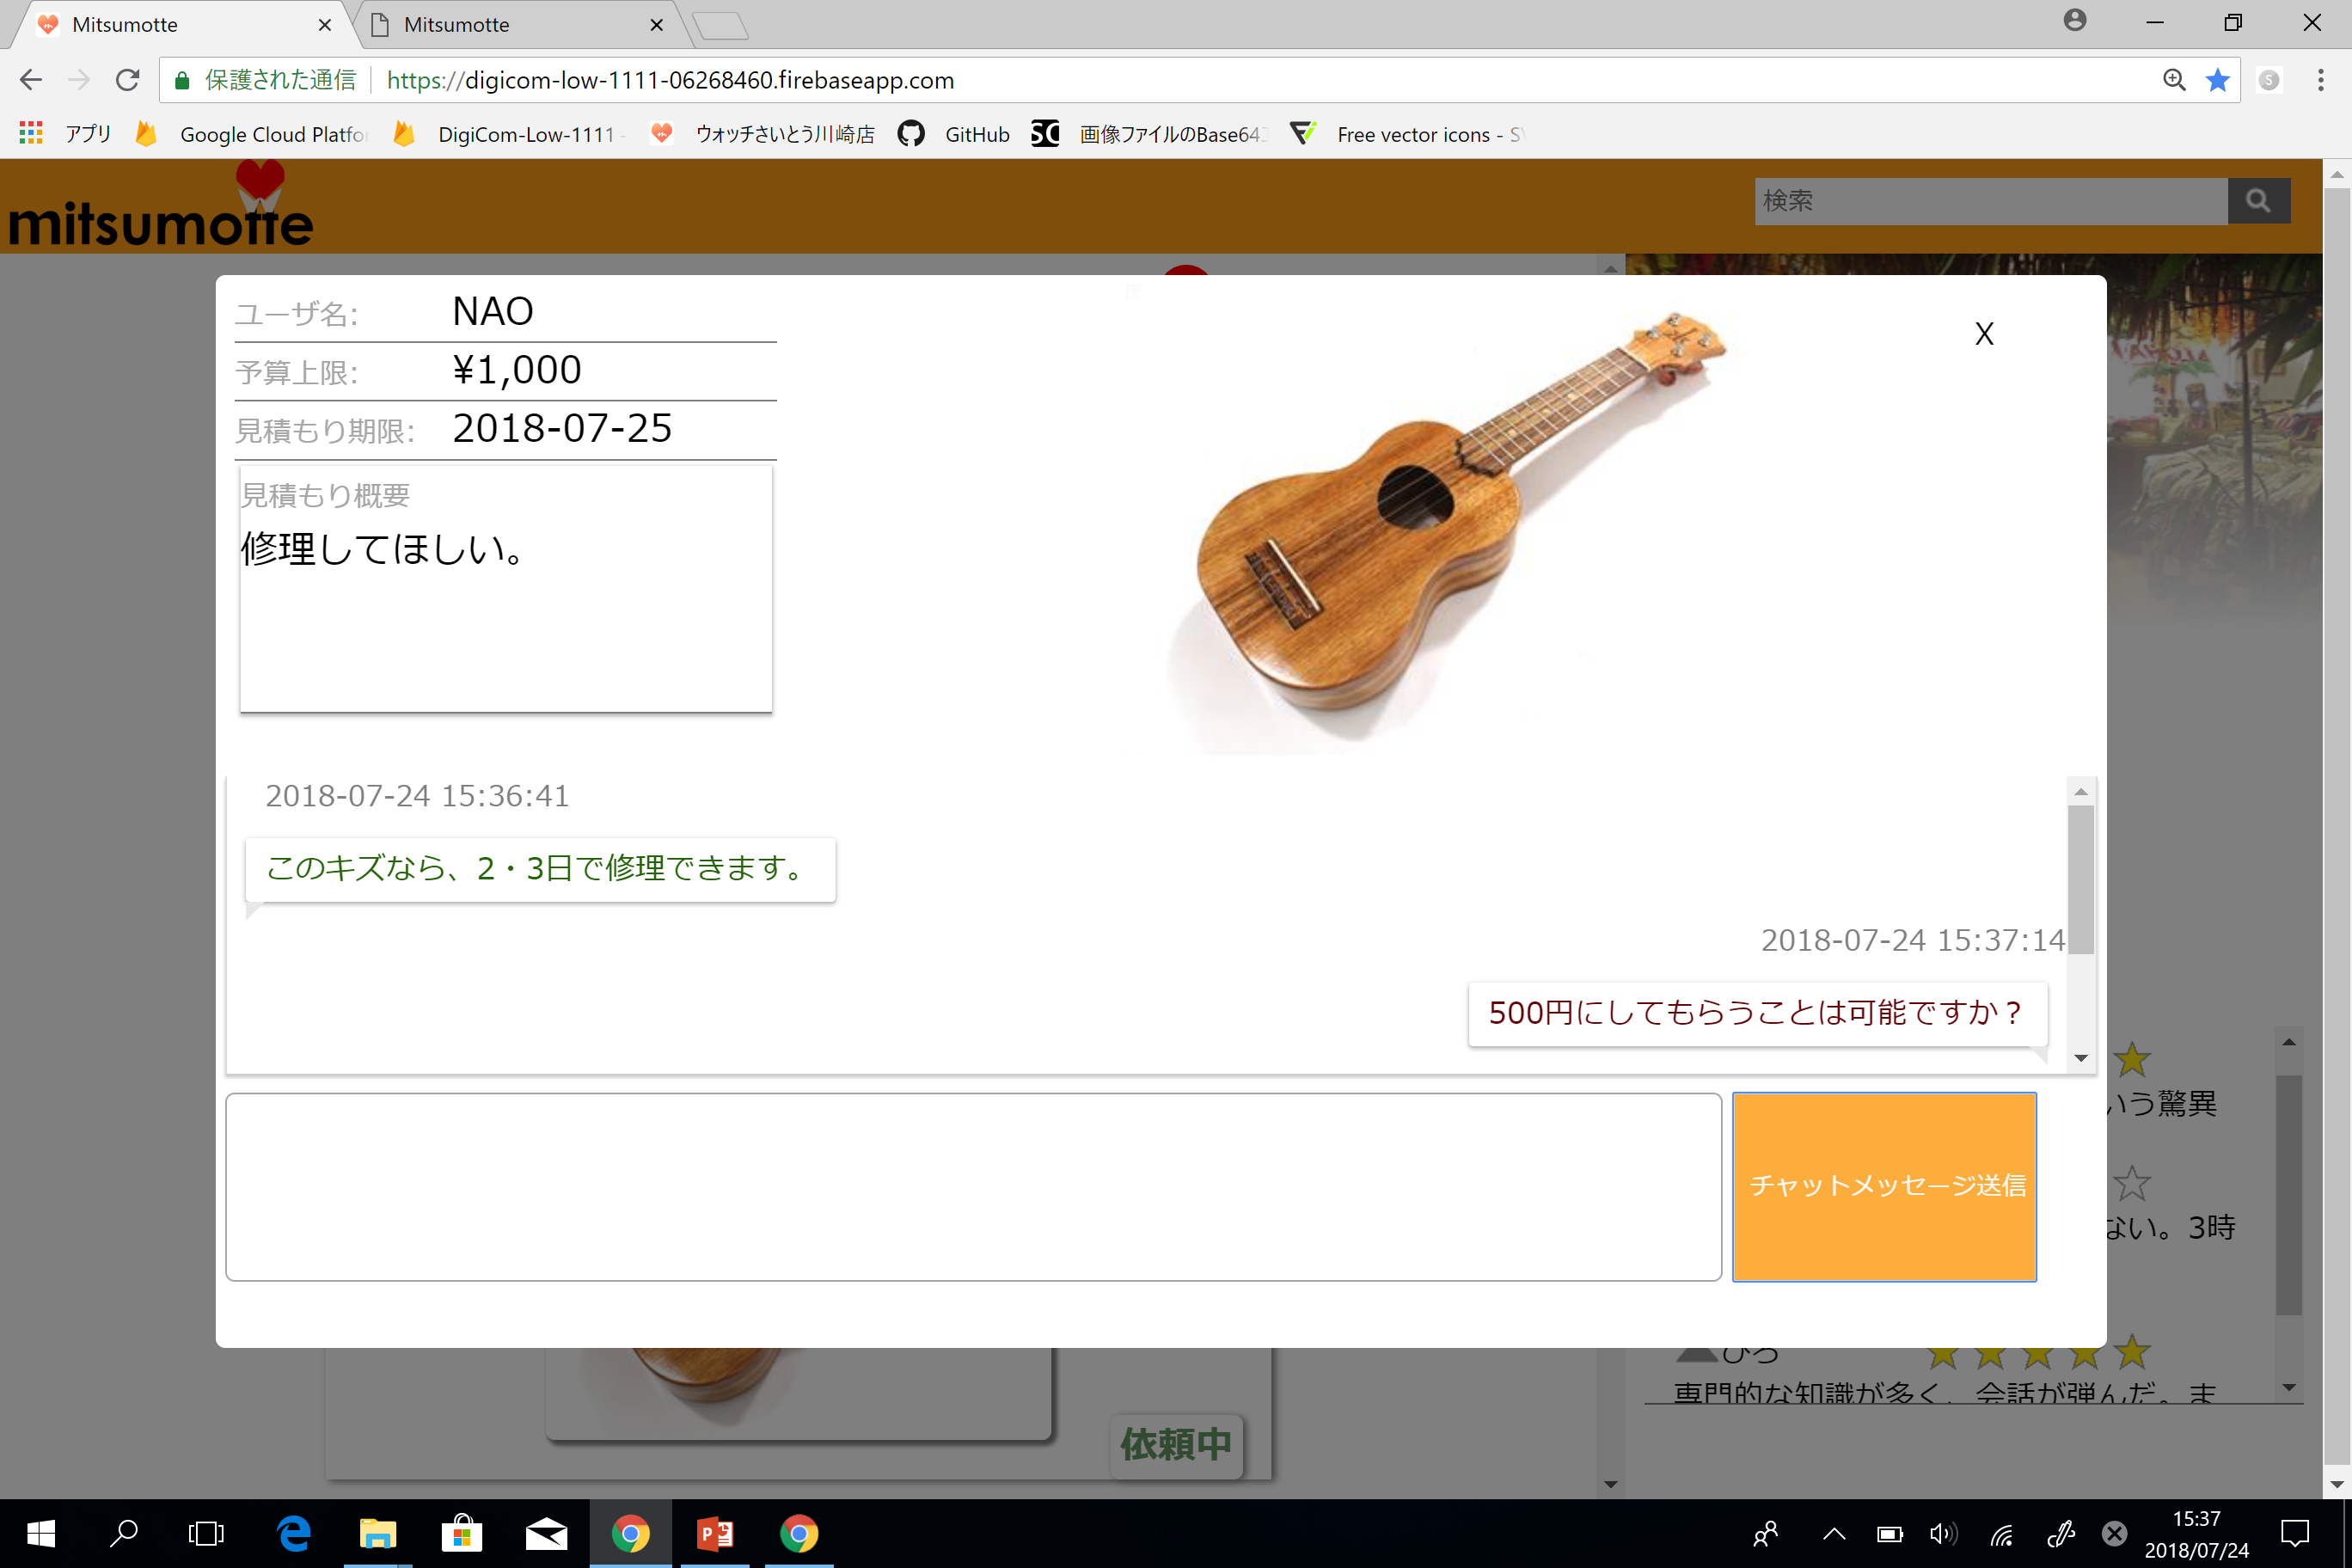 Mitsumotte
Mitsumotte
保護された通信
https://digicom-low-1111-06268460.firebaseapp.com
アプリ
Google Cloud Platfo
DigiCom-Low-1111 -
ウォッチさいとう川崎店
GitHub
SC
画像ファイルのBase64
Free vector icons - S
mitsumotte
検索
ユーザ名:
NAO
X
予算上限:
¥1,000
見積もり期限:
2018-07-25
見積もり概要
修理してほしい。
ALOHA
2018-07-24 15:36:41
このキズなら、2・3日で修理できます。
2018-07-24 15:37:14
500円にしてもらうことは可能ですか？
いう驚異
チャットメッセージ送信
ない。3時
専門的な知識が多く、会話が弾んだ。ま
依頼中
15:37
2018/07/24